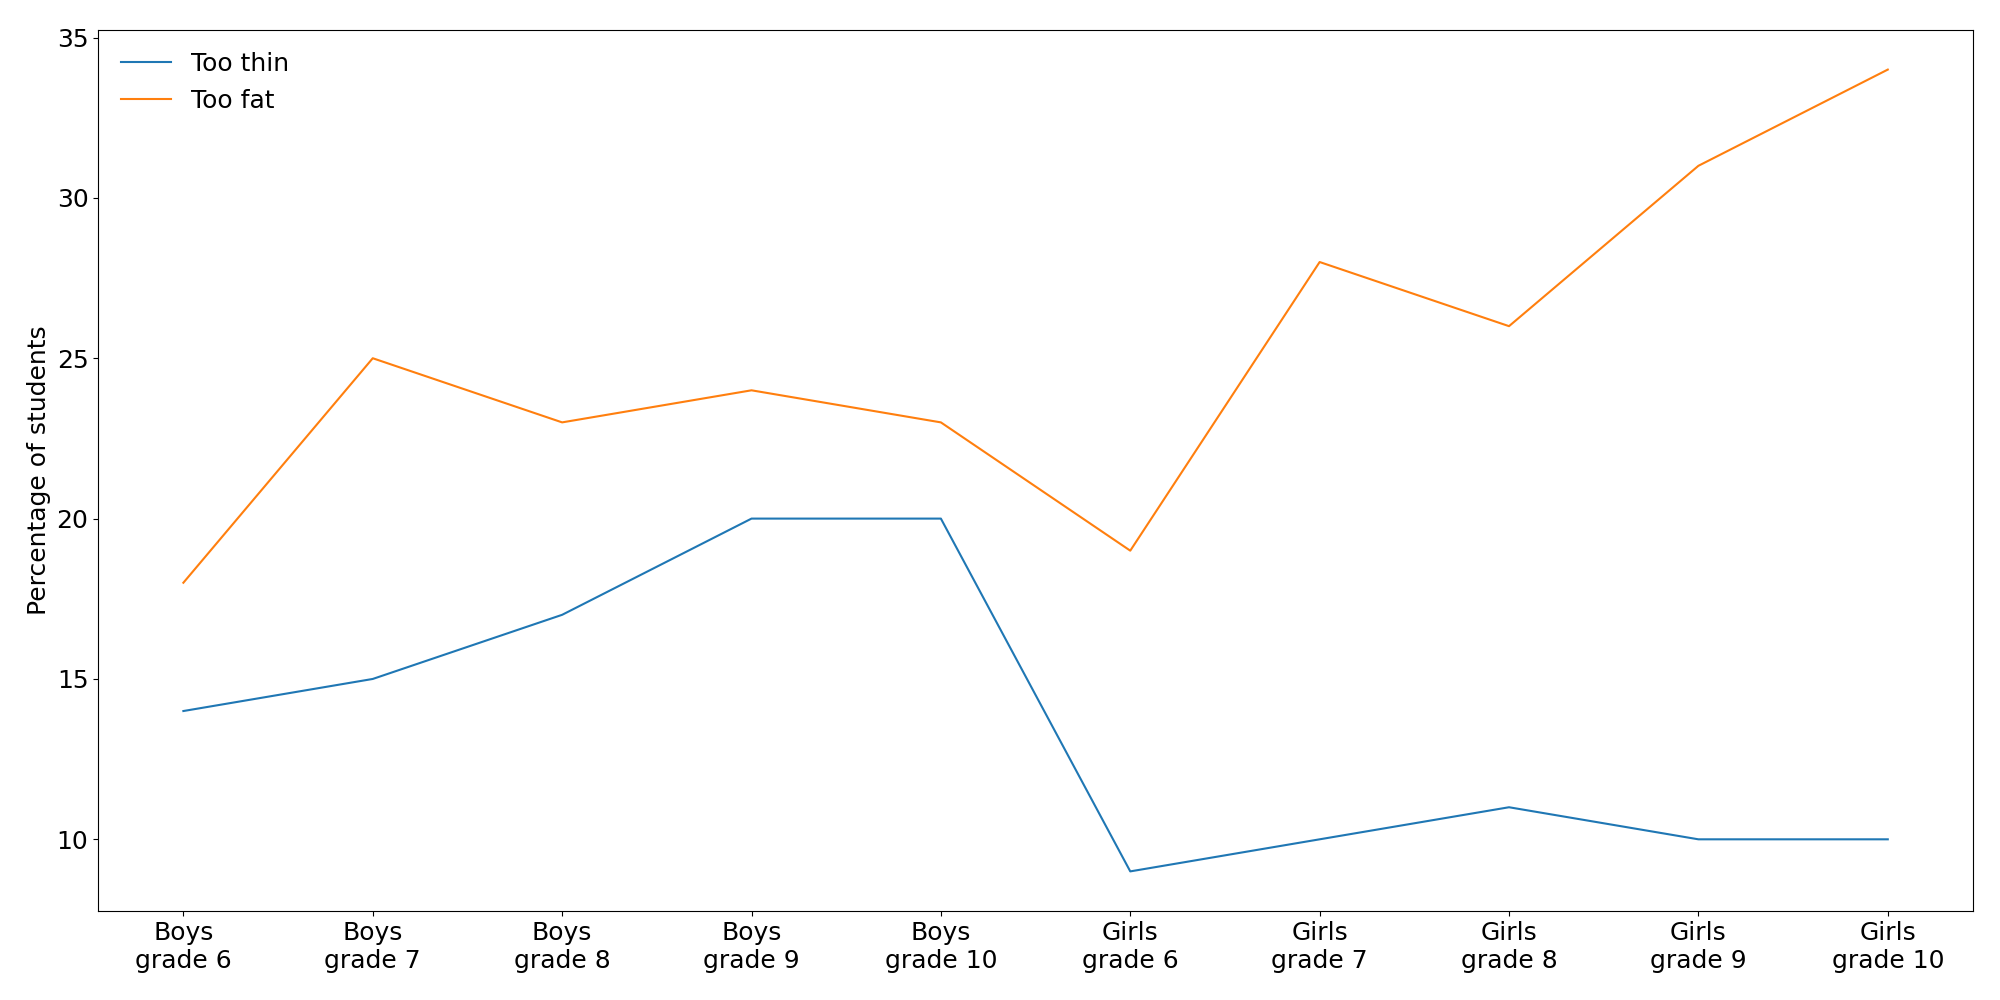 35
30
25
20
15
10
Percentage of students
Too thin
Too fat
Boys
grade 6
Boys
grade 7
Boys
grade 8
Boys
grade 9
Boys
grade 10
Girls
grade 6
Girls
grade 7
Girls
grade 8
Girls
grade 9
Girls
grade 10